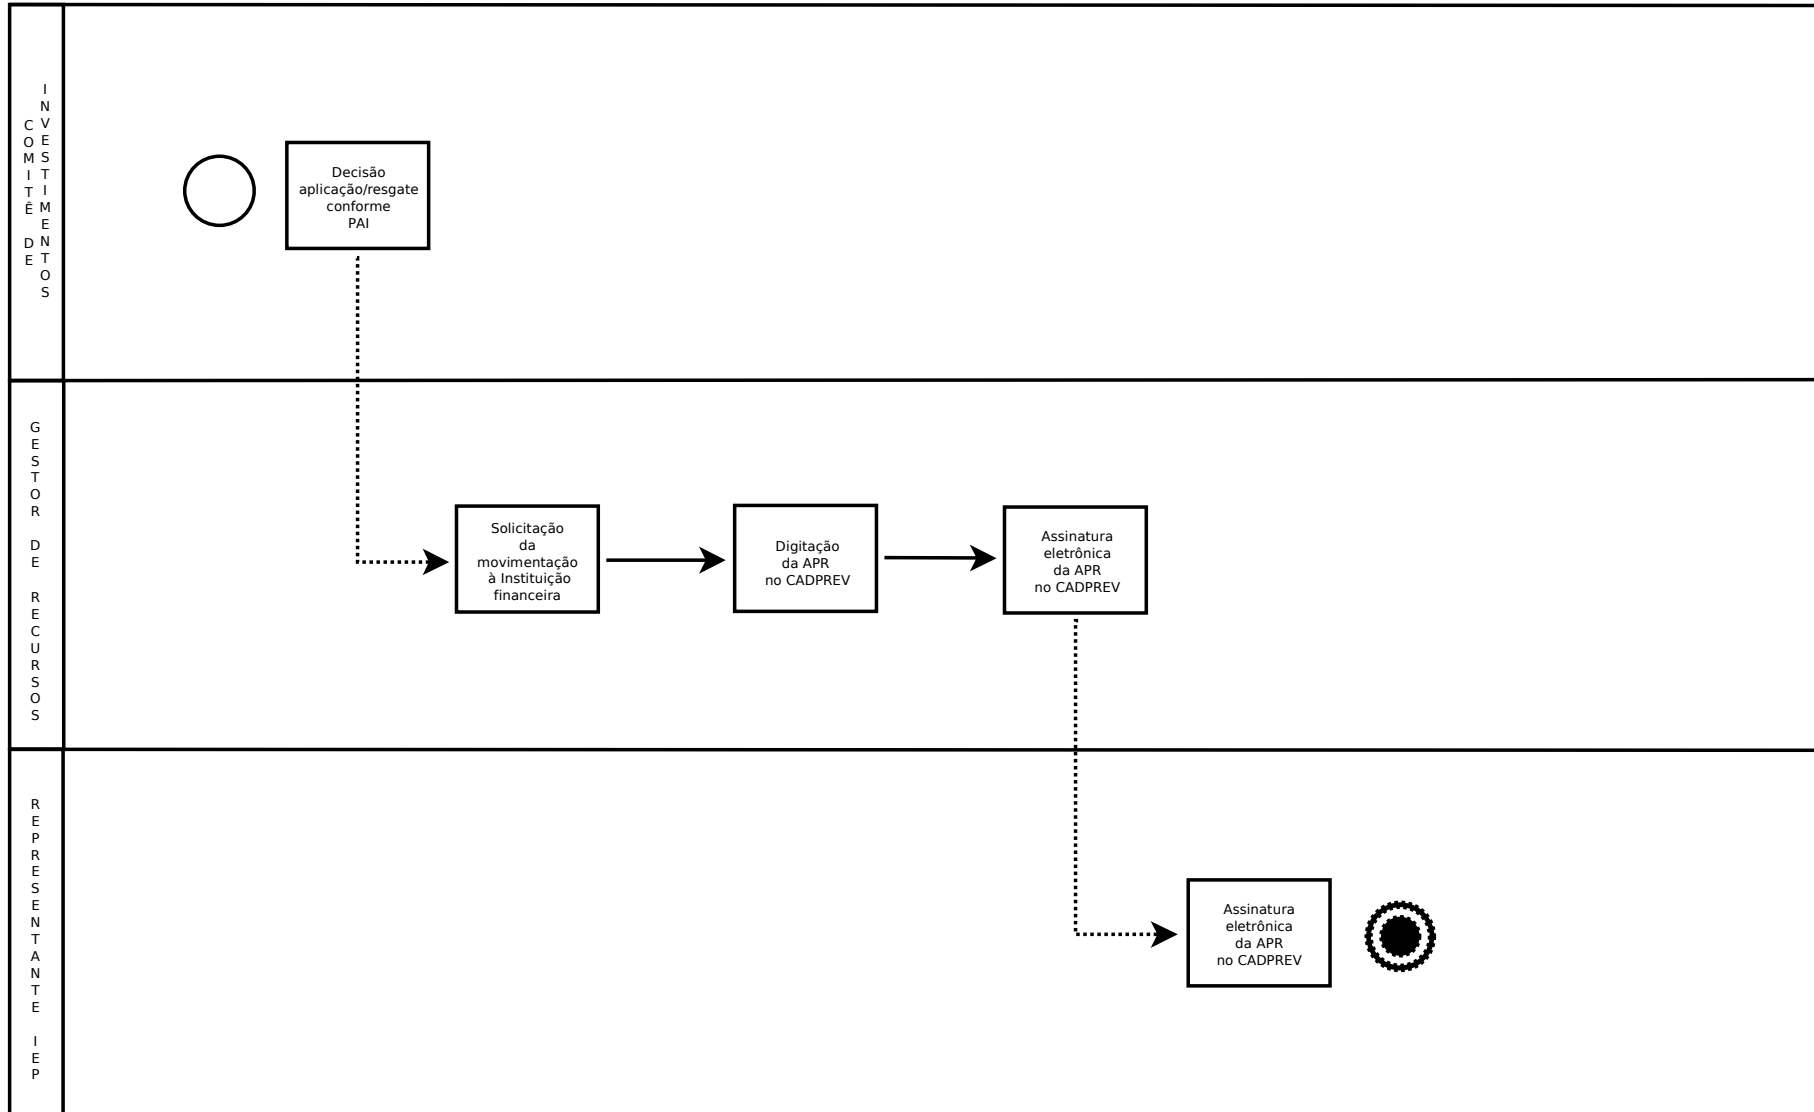 COMITÊ DE
INVESTIMENTOS
Decisão
aplicação/resgate
conforme
PAI
GESTOR DE RECURSOS
Solicitação
da
movimentação
à Instituição
financeira
Digitação
da APR
no CADPREV
Assinatura
eletrônica
da APR
no CADPREV
REPRESENTANTE IEP
Assinatura
eletrônica
da APR
no CADPREV